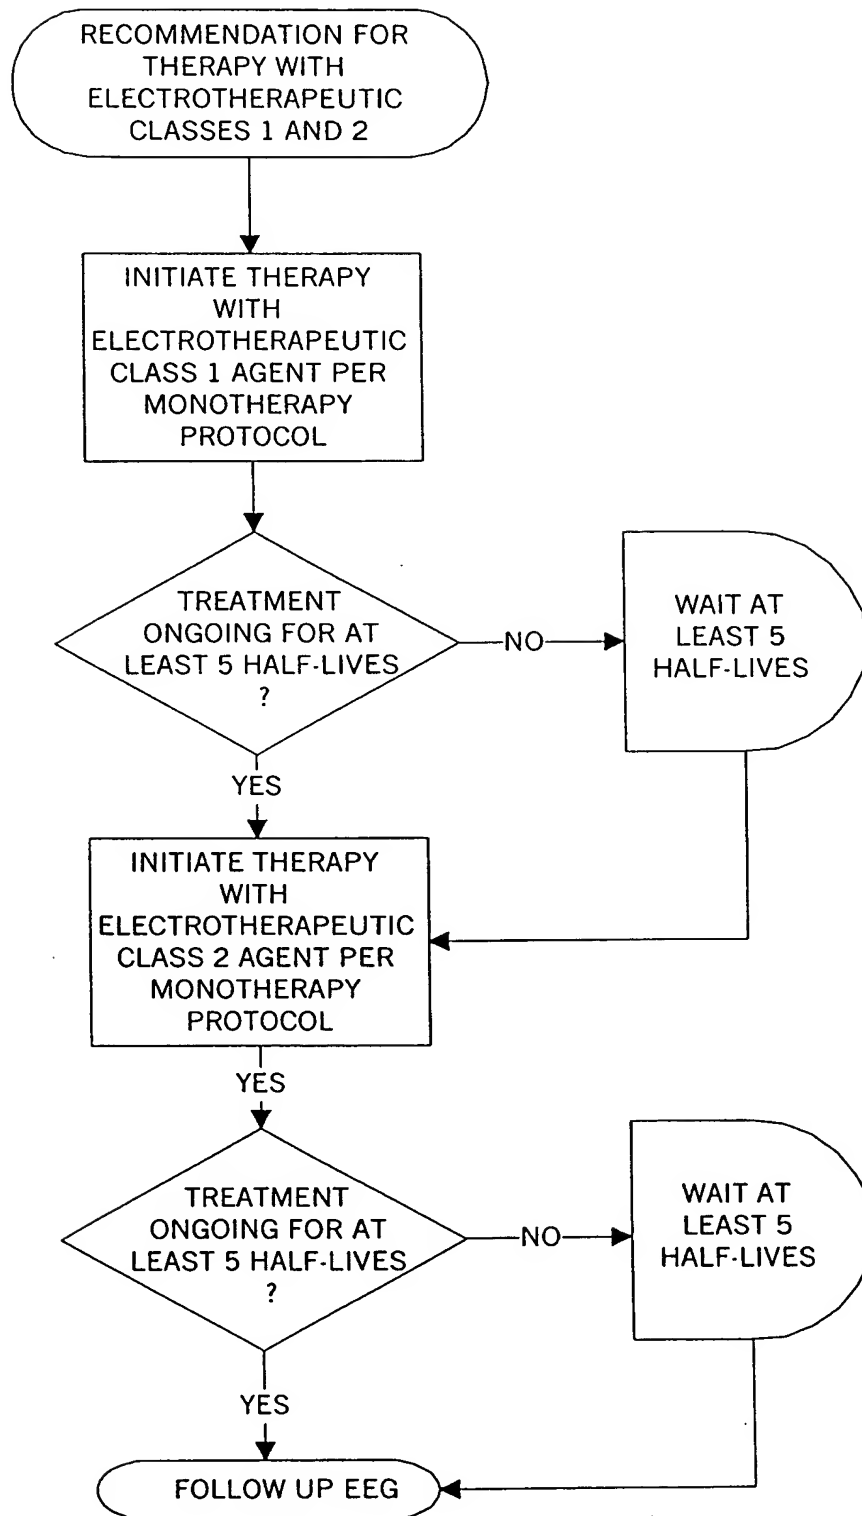 RECOMMENDATION FOR
THERAPY WITH
ELECTROTHERAPEUTIC
CLASSES 1 AND 2
INITIATE THERAPY
WITH
ELECTROTHERAPEUTIC
CLASS 1 AGENT PER
MONOTHERAPY
PROTOCOL
TREATMENT
ONGOING FOR AT
LEAST 5 HALF-LIVES
?
NO
WAIT AT
LEAST 5
HALF-LIVES
YES
INITIATE THERAPY
WITH
ELECTROTHERAPEUTIC
CLASS 2 AGENT PER
MONOTHERAPY
PROTOCOL
YES
TREATMENT
ONGOING FOR AT
LEAST 5 HALF-LIVES
?
NO
WAIT AT
LEAST 5
HALF-LIVES
YES
FOLLOW UP EEG